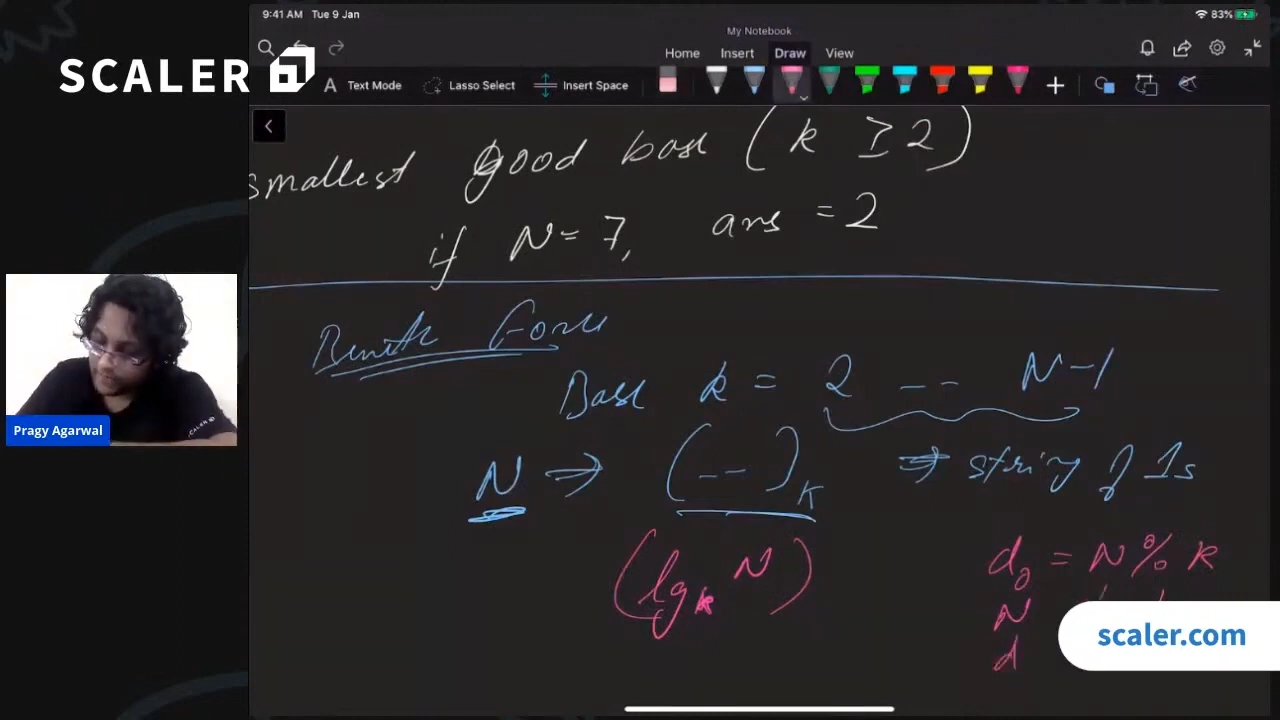 9:41 AM Tue 9 Jan
83%
My Notebook
Home Insert Draw View
SCALER
Text Mode Lasso Select Insert Space
smallest good base (k ≥ 2)
if N = 7, ans = 2
Brute Force
Base k = 2 -- N-1
N ⇒ (--)k ⇒ string of 1s
(lgk N)
d0 = N % k
N
d
Pragy Agarwal
scaler.com